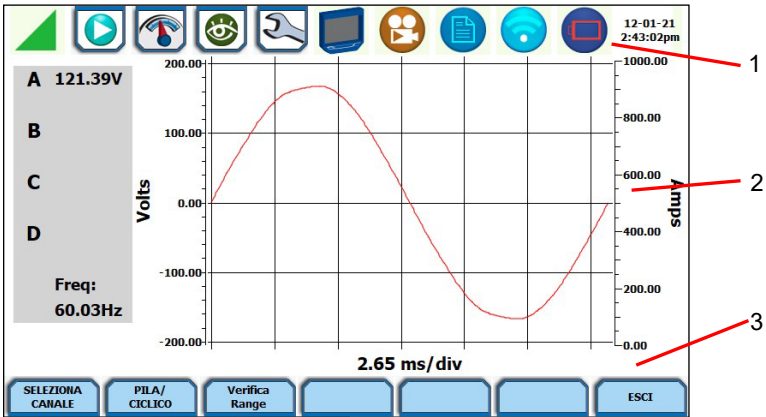 12-01-21
2:43:02pm
1
A 121.39V
B
C
D
Freq:
60.03Hz
Volts
200.00
100.00
0.00
-100.00
-200.00
1000.00
800.00
600.00
400.00
200.00
0.00
Amps
2
3
2.65 ms/div
SELEZIONA
CANALE
PILA/
CICLICO
Verifica
Range
ESCI